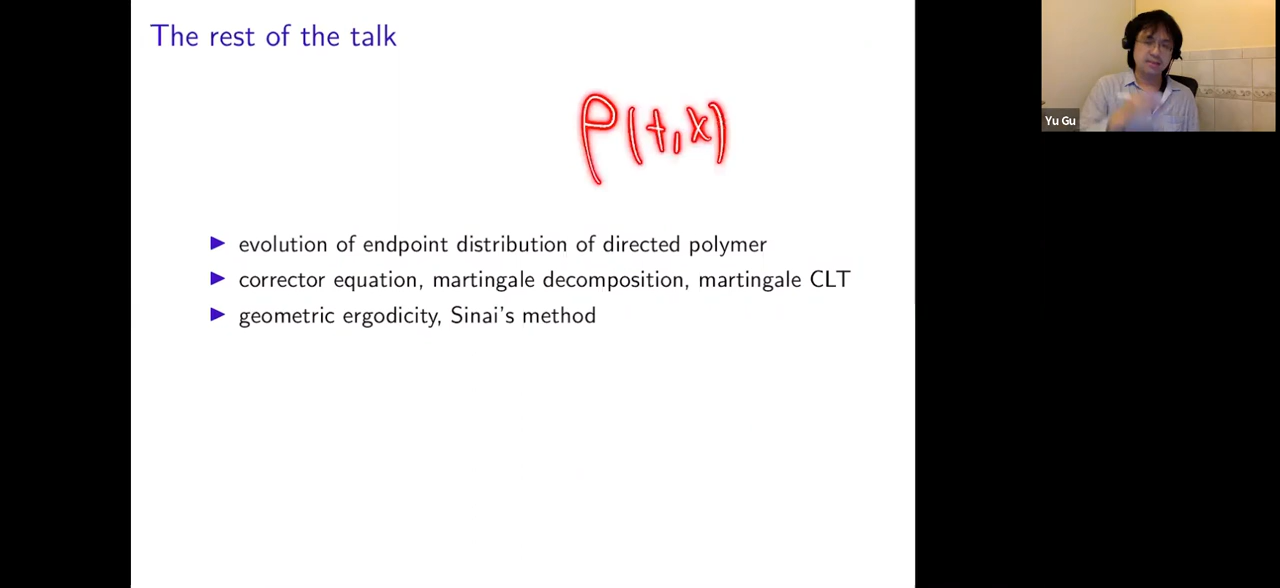 The rest of the talk
ρ(t,x)
▶ evolution of endpoint distribution of directed polymer
▶ corrector equation, martingale decomposition, martingale CLT
▶ geometric ergodicity, Sinai's method
Yu Gu